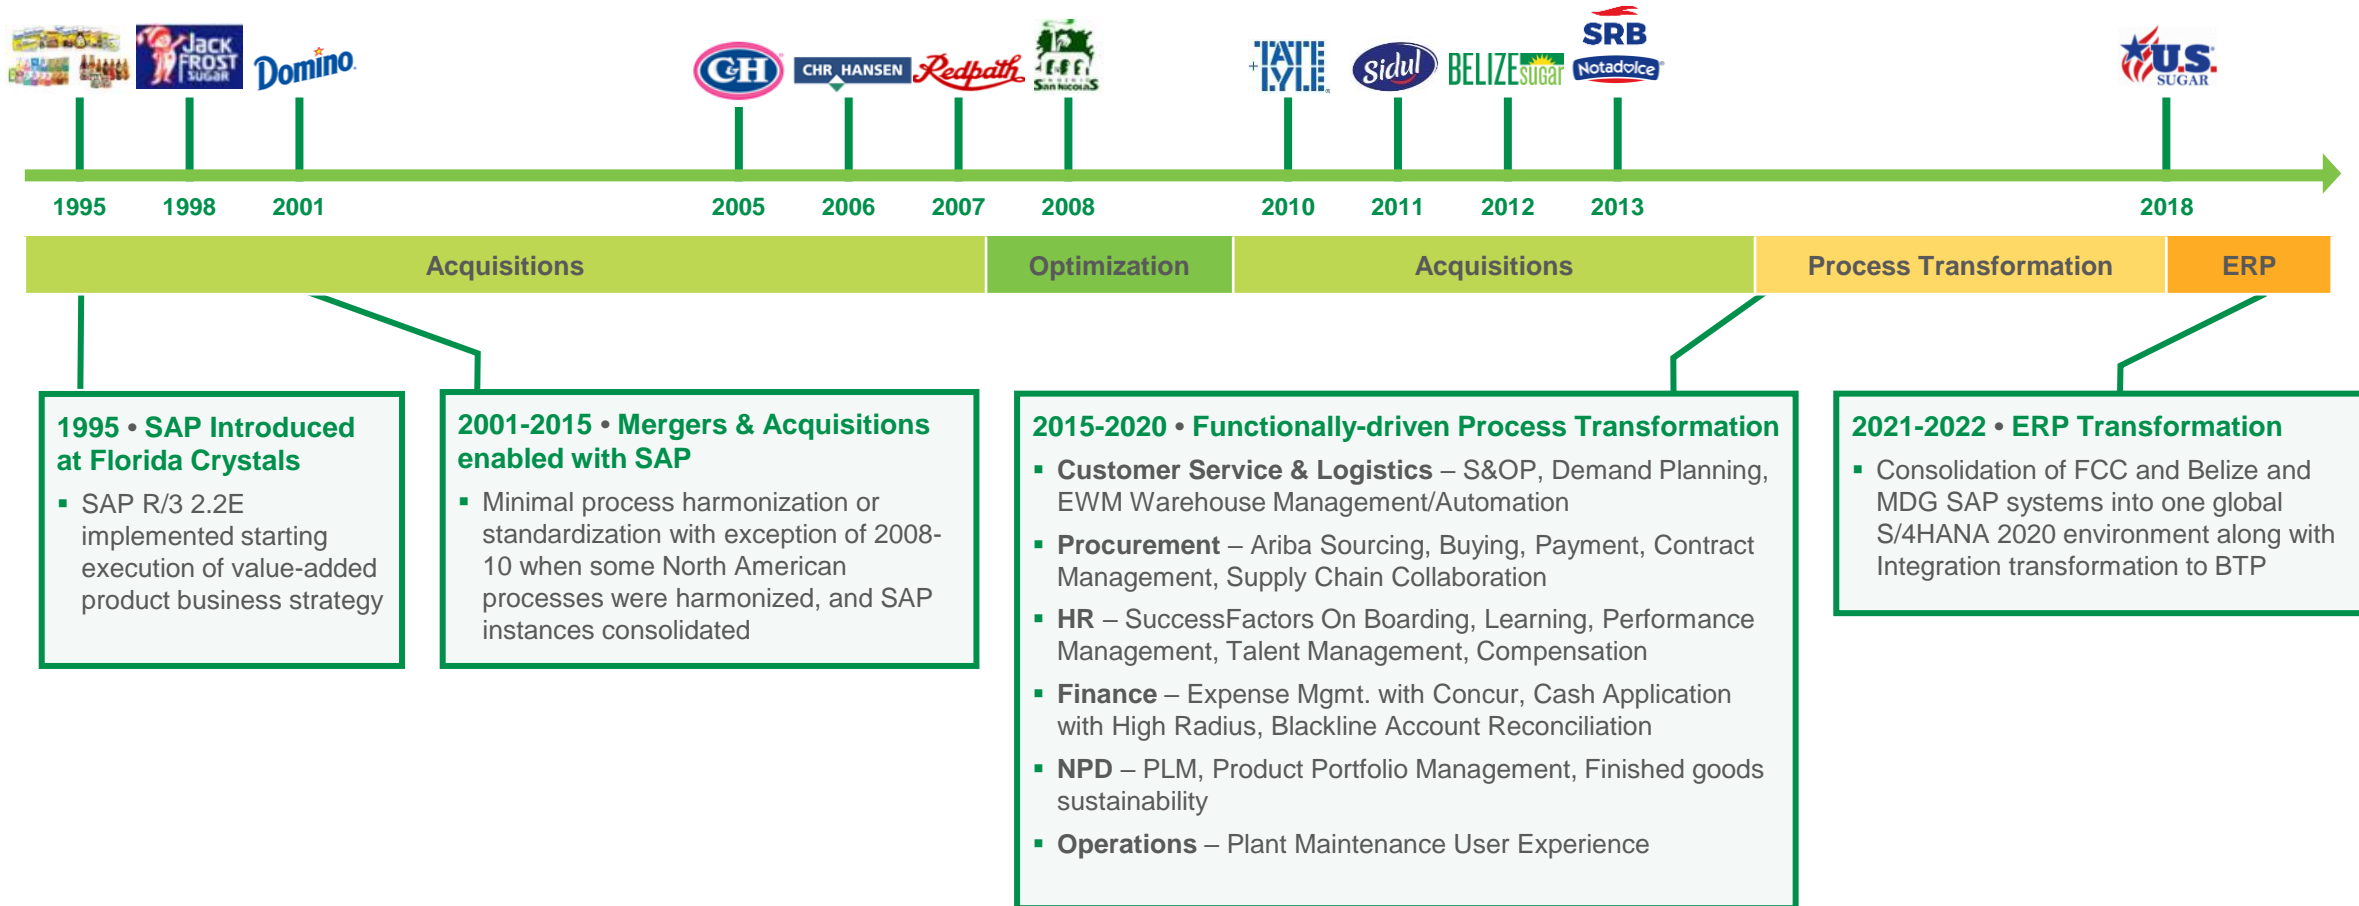 JACK
FROST
SUGAR
Domino
C&H
CHR HANSEN
Redpath
San Nicolas
TATE
+
LYLE
Sidul
BELIZE sugar
SRB
Notadolce
U.S.
SUGAR
1995
1998
2001
2005
2006
2007
2008
2010
2011
2012
2013
2018
Acquisitions
Optimization
Acquisitions
Process Transformation
ERP
1995 • SAP Introduced
at Florida Crystals
▪ SAP R/3 2.2E
implemented starting
execution of value-added
product business strategy
2001-2015 • Mergers & Acquisitions
enabled with SAP
▪ Minimal process harmonization or
standardization with exception of 2008-
10 when some North American
processes were harmonized, and SAP
instances consolidated
2015-2020 • Functionally-driven Process Transformation
▪ Customer Service & Logistics – S&OP, Demand Planning,
EWM Warehouse Management/Automation
▪ Procurement – Ariba Sourcing, Buying, Payment, Contract
Management, Supply Chain Collaboration
▪ HR – SuccessFactors On Boarding, Learning, Performance
Management, Talent Management, Compensation
▪ Finance – Expense Mgmt. with Concur, Cash Application
with High Radius, Blackline Account Reconciliation
▪ NPD – PLM, Product Portfolio Management, Finished goods
sustainability
▪ Operations – Plant Maintenance User Experience
2021-2022 • ERP Transformation
▪ Consolidation of FCC and Belize and
MDG SAP systems into one global
S/4HANA 2020 environment along with
Integration transformation to BTP